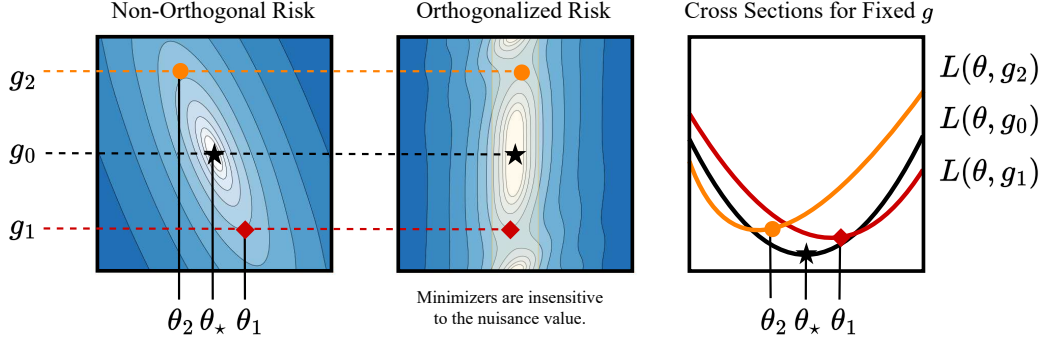 Non-Orthogonal Risk
Orthogonalized Risk
Cross Sections for Fixed g
g₂
g₀
g₁
θ₂ θ⋆ θ₁
Minimizers are insensitive
to the nuisance value.
L(θ, g₂)
L(θ, g₀)
L(θ, g₁)
θ₂ θ⋆ θ₁